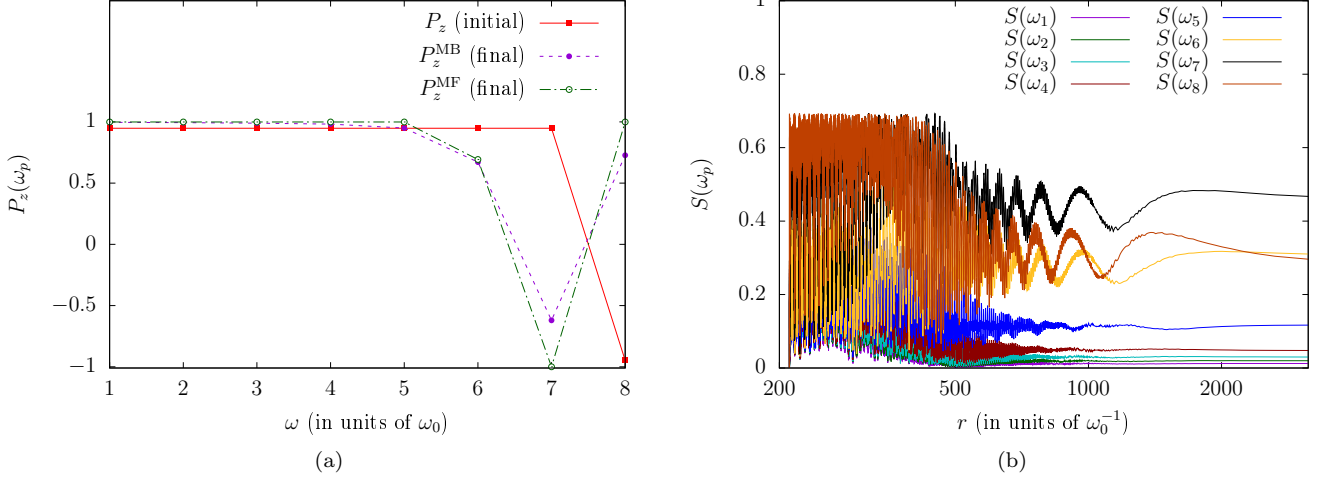 P_z (initial)
P_z^MB (final)
P_z^MF (final)
1
0.5
0
−0.5
−1
P_z(ω_p)
1 2 3 4 5 6 7 8
ω (in units of ω_0)
(a)
S(ω_1) S(ω_5)
S(ω_2) S(ω_6)
S(ω_3) S(ω_7)
S(ω_4) S(ω_8)
1
0.8
0.6
0.4
0.2
0
S(ω_p)
200 500 1000 2000
r (in units of ω_0^−1)
(b)